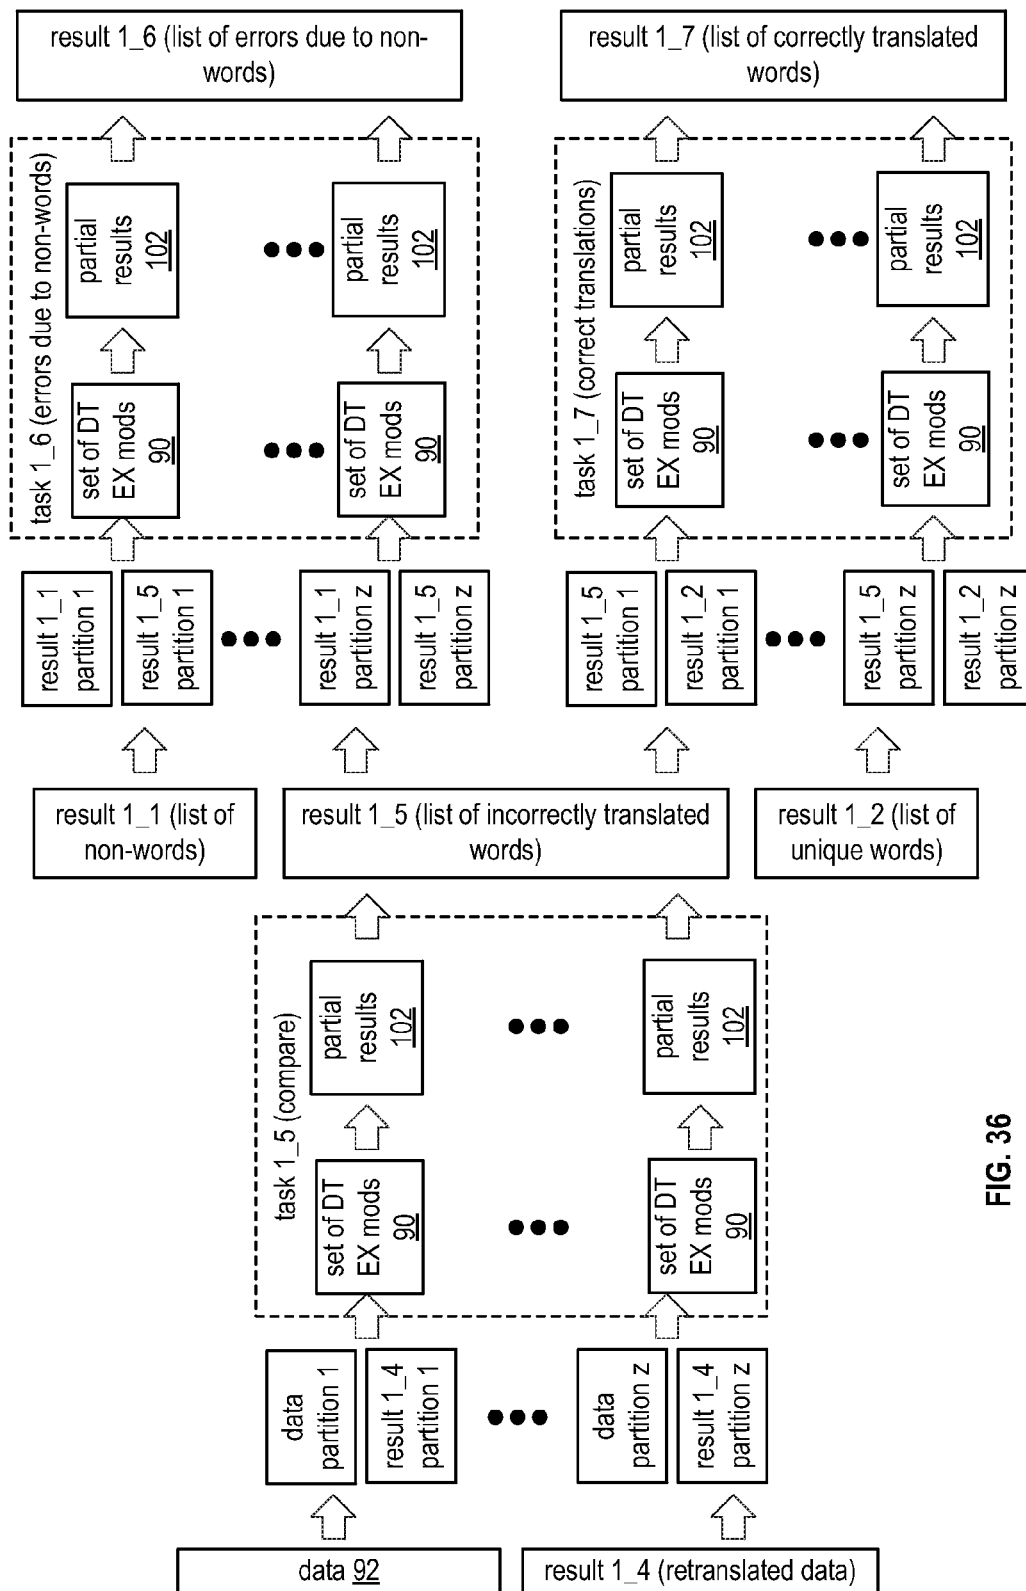 data 92
result 1_4 (retranslated data)
data
partition 1
result 1_4
partition 1
data
partition z
result 1_4
partition z
task 1_5 (compare)
set of DT
EX mods
90
partial
results
102
set of DT
EX mods
90
partial
results
102
result 1_1 (list of
non-words)
result 1_5 (list of incorrectly translated
words)
result 1_2 (list of
unique words)
result 1_1
partition 1
result 1_5
partition 1
result 1_1
partition z
result 1_5
partition z
task 1_6 (errors due to non-words)
set of DT
EX mods
90
partial
results
102
set of DT
EX mods
90
partial
results
102
result 1_6 (list of errors due to non-
words)
result 1_5
partition 1
result 1_2
partition 1
result 1_5
partition z
result 1_2
partition z
task 1_7 (correct translations)
set of DT
EX mods
90
partial
results
102
set of DT
EX mods
90
partial
results
102
result 1_7 (list of correctly translated
words)
FIG. 36